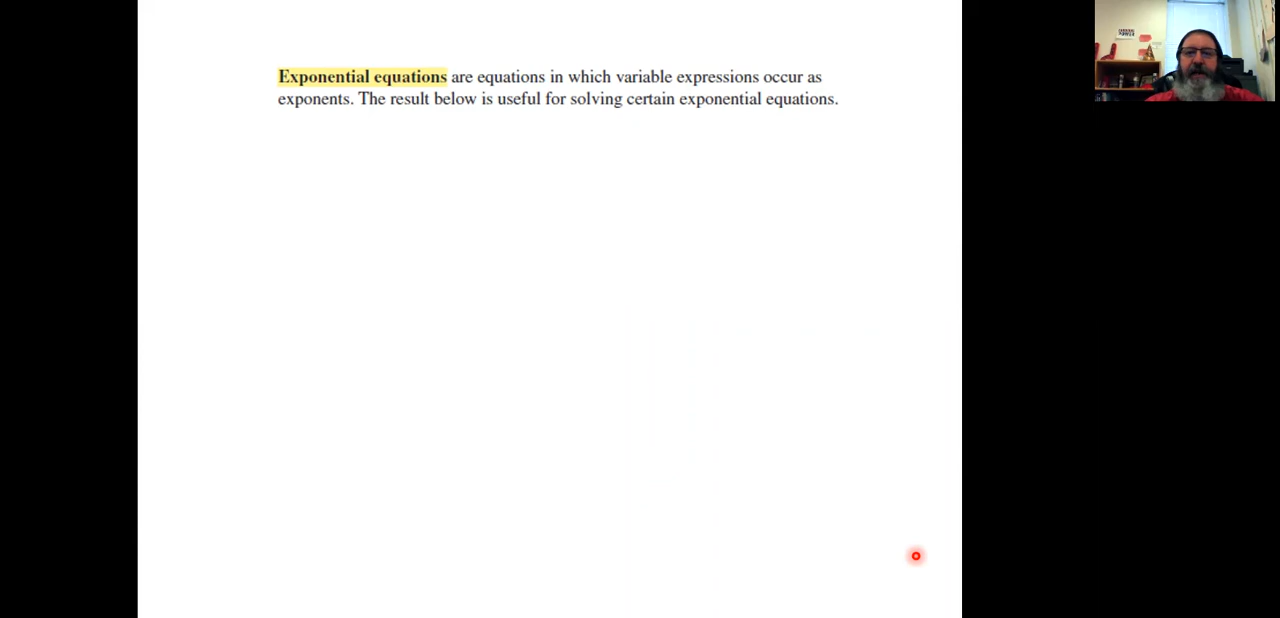 Exponential equations are equations in which variable expressions occur as
exponents. The result below is useful for solving certain exponential equations.